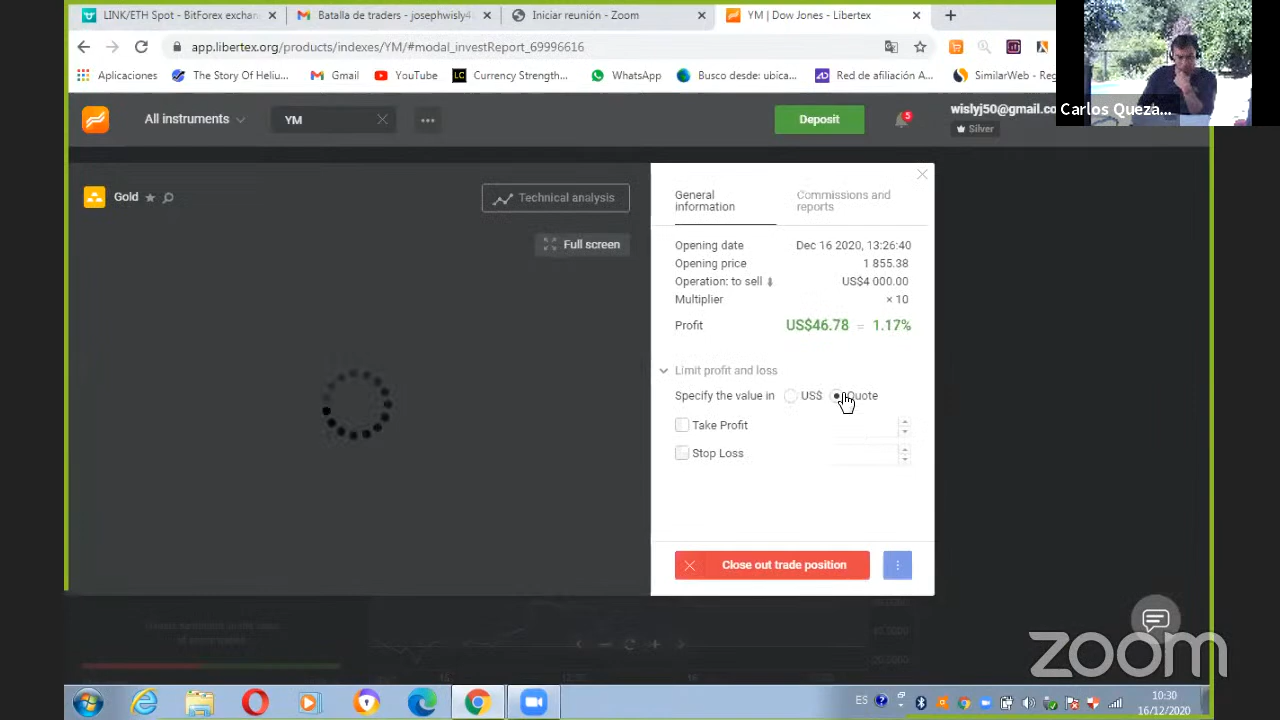 LINK/ETH Spot - BitForex exchan
Batalla de traders - josephwisly4
Iniciar reunión - Zoom
YM | Dow Jones - Libertex
app.libertex.org/products/indexes/YM/#modal_investReport_69996616
Aplicaciones
The Story Of Heliu...
Gmail
YouTube
LC
Currency Strength...
WhatsApp
Busco desde: ubica...
Red de afiliación A...
SimilarWeb - Reg
Carlos Queza...
All instruments
YM
Deposit
5
wislyj50@gmail.co
Silver
Gold
Technical analysis
Full screen
General information
Commissions and reports
Opening date Dec 16 2020, 13:26:40
Opening price 1 855.38
Operation: to sell US$4 000.00
Multiplier × 10
Profit US$46.78 = 1.17%
Limit profit and loss
Specify the value in US$ Quote
Take Profit
Stop Loss
Close out trade position
zoom
ES
10:30
16/12/2020